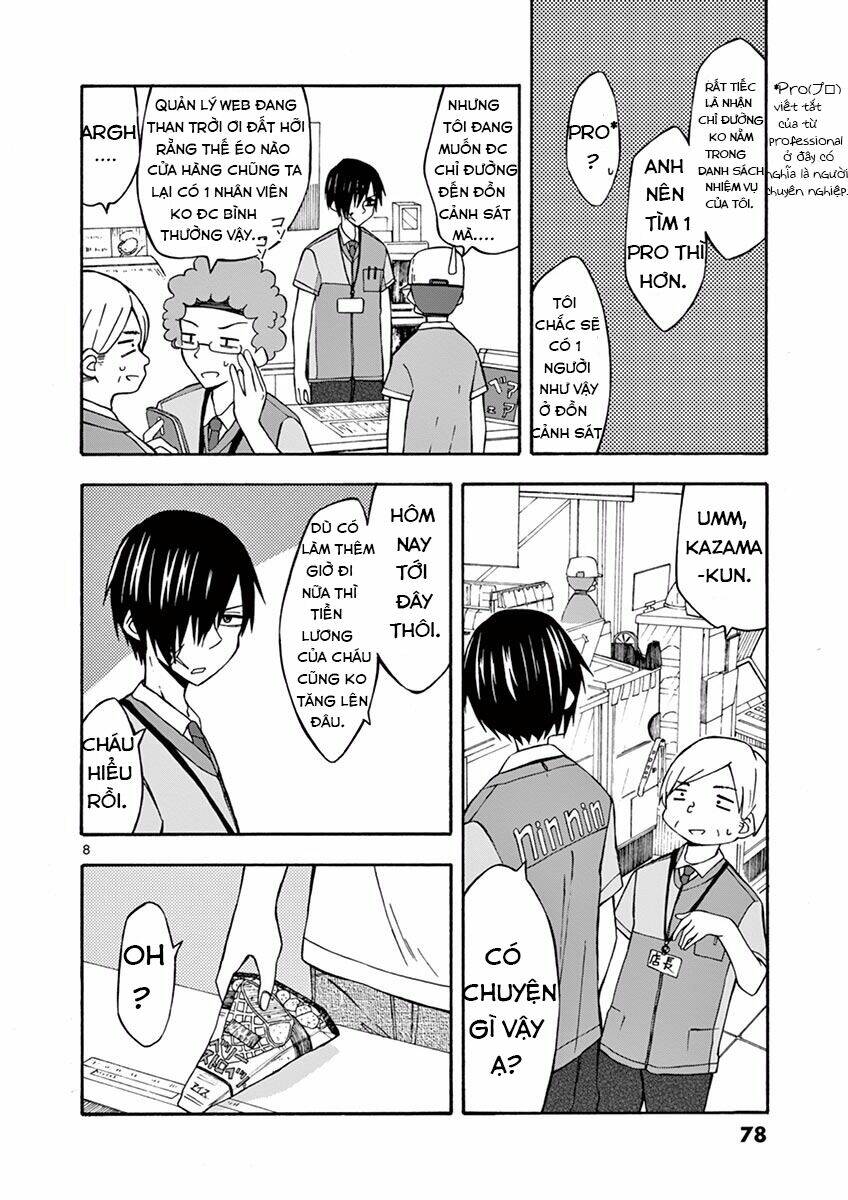 RẤT TIẾC
LÀ NHẬN
CHỈ ĐƯỜNG
KO NẰM
TRONG
DANH SÁCH
NHIỆM VỤ
CỦA TÔI.
*Pro(プロ)
viết tắt
của từ
professional
ở đây có
nghĩa là người
chuyên nghiệp.
ANH
NÊN
TÌM 1
PRO THÌ
HƠN.
PRO*
?
TÔI
CHẮC SẼ
CÓ 1
NGƯỜI
NHƯ VẬY
Ở ĐỒN
CẢNH SÁT
NHƯNG
TÔI ĐANG
MUỐN ĐC
CHỈ ĐƯỜNG
ĐẾN ĐỒN
CẢNH SÁT
MÀ....
QUẢN LÝ WEB ĐANG
THAN TRỜI ƠI ĐẤT HỠI
RẰNG THẾ ÉO NÀO
CỬA HÀNG CHŨNG TA
LẠI CÓ 1 NHÂN VIÊN
KO ĐC BÌNH
THƯỜNG VẬY...
ARGH
....
UMM,
KAZAMA
-KUN.
nin nin
店長
CÓ
CHUYỆN
GÌ VẬY
Ạ?
HÔM
NAY
TỚI
ĐÂY
THÔI.
DÙ CÓ
LÀM THÊM
GIỜ ĐI
NỮA THÌ
TIỀN
LƯƠNG
CỦA CHÁU
CŨNG KO
TĂNG LÊN
ĐÂU.
CHÁU
HIỂU
RỒI.
8
OH
?
アイス
78